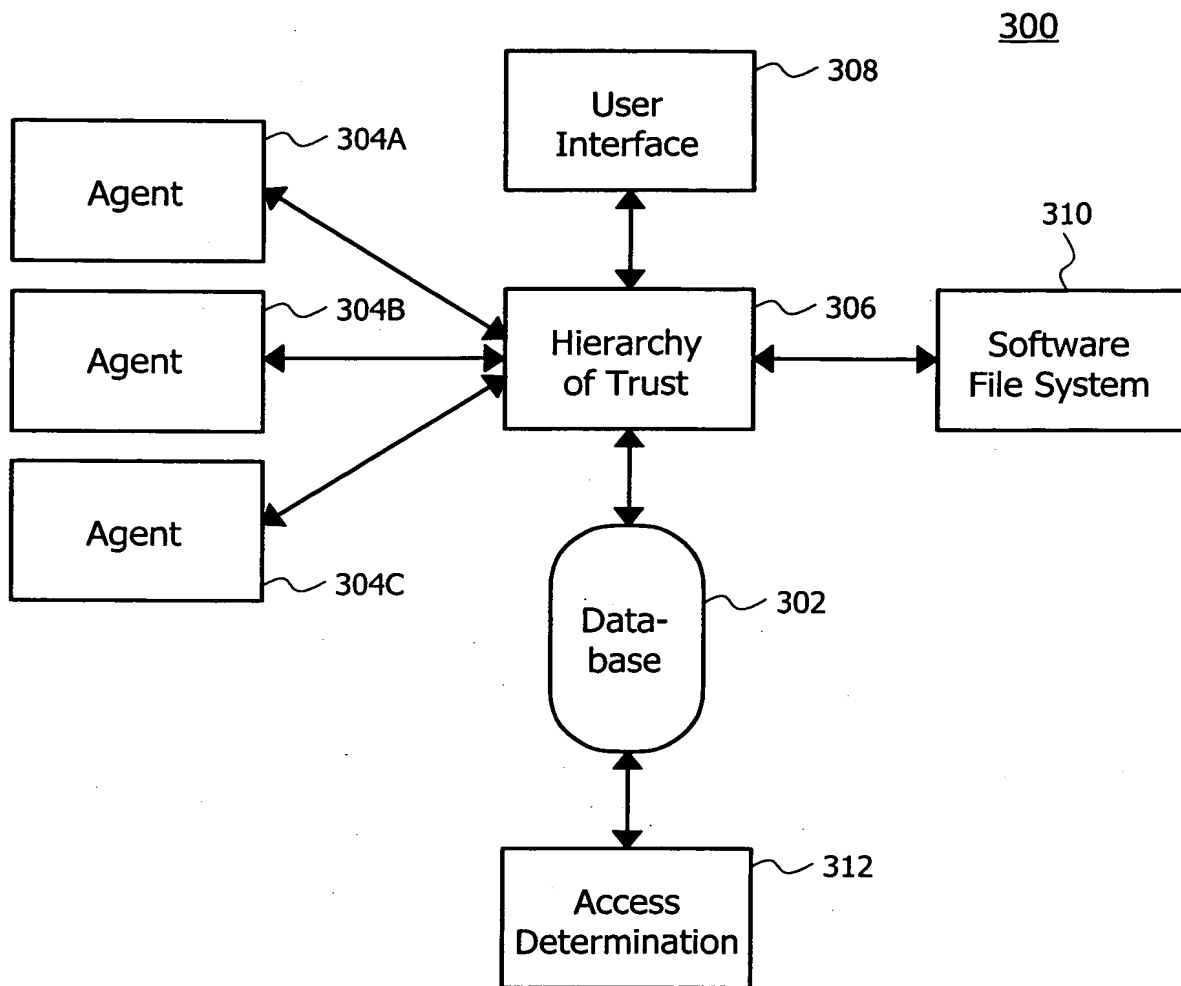 300
308
User
Interface
304A
Agent
310
304B
Agent
306
Hierarchy
of Trust
Software
File System
Agent
304C
302
Data-
base
312
Access
Determination